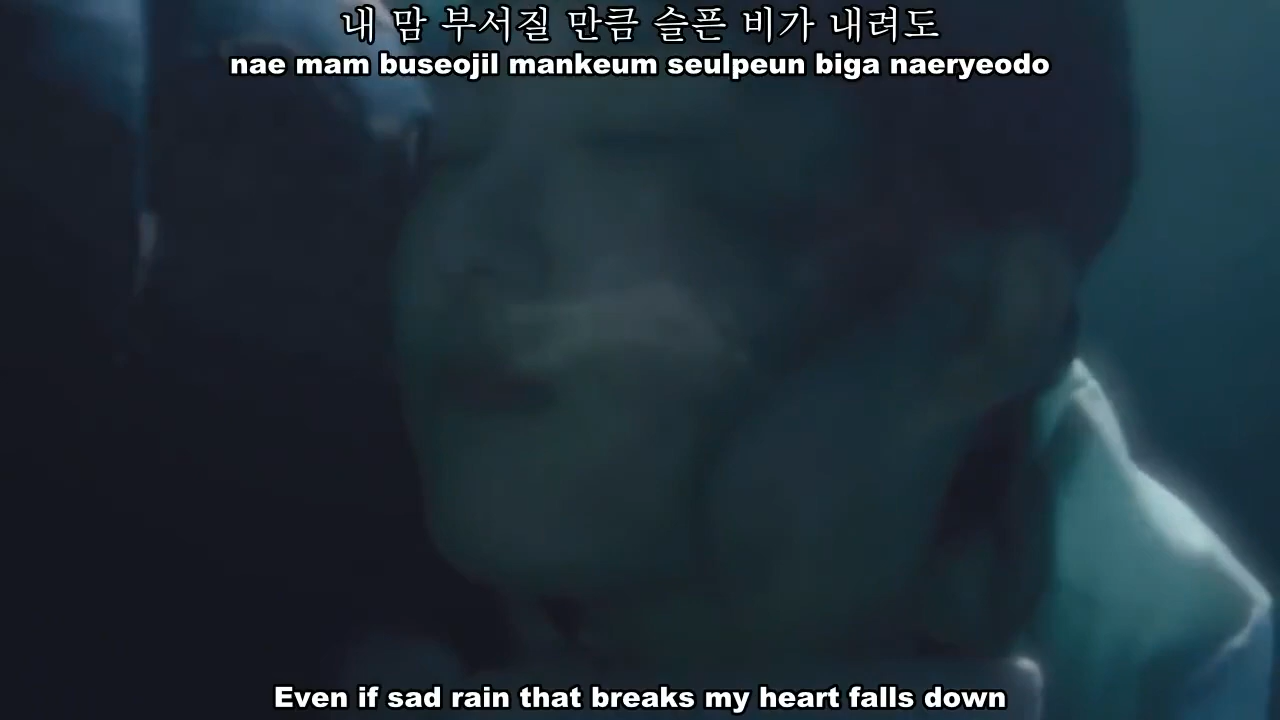 내 맘 부서질 만큼 슬픈 비가 내려도
nae mam buseojil mankeum seulpeun biga naeryeodo
Even if sad rain that breaks my heart falls down